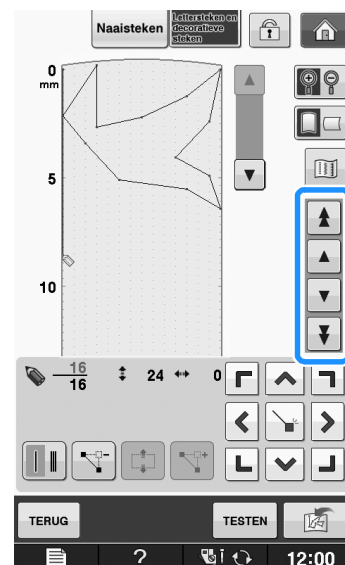 Naaisteken
Lettersteken en
decoratieve
steken
0
mm
5
10
16
16
24
0
TERUG
TESTEN
?
12:00